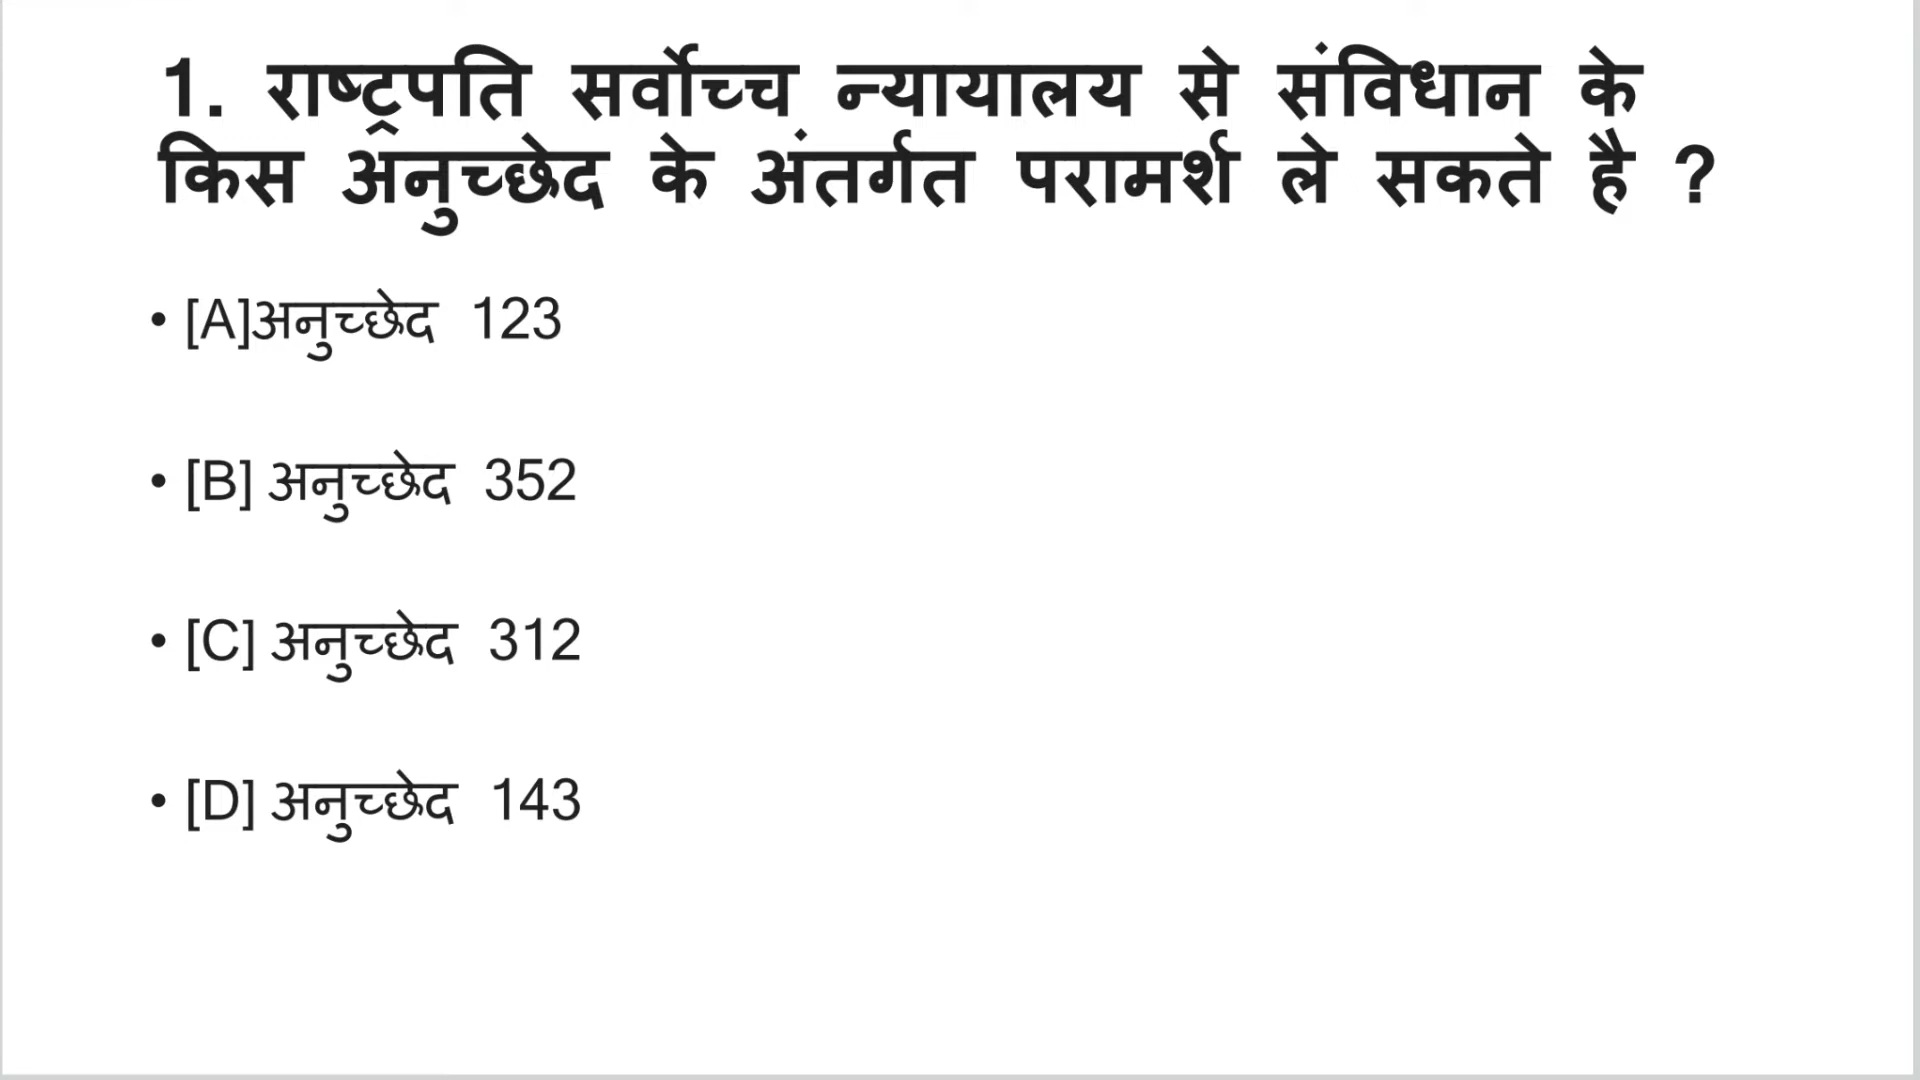 1. राष्ट्रपति सर्वोच्च न्यायालय से संविधान के
किस अनुच्छेद के अंतर्गत परामर्श ले सकते है ?
• [A]अनुच्छेद 123
• [B] अनुच्छेद 352
• [C] अनुच्छेद 312
• [D] अनुच्छेद 143